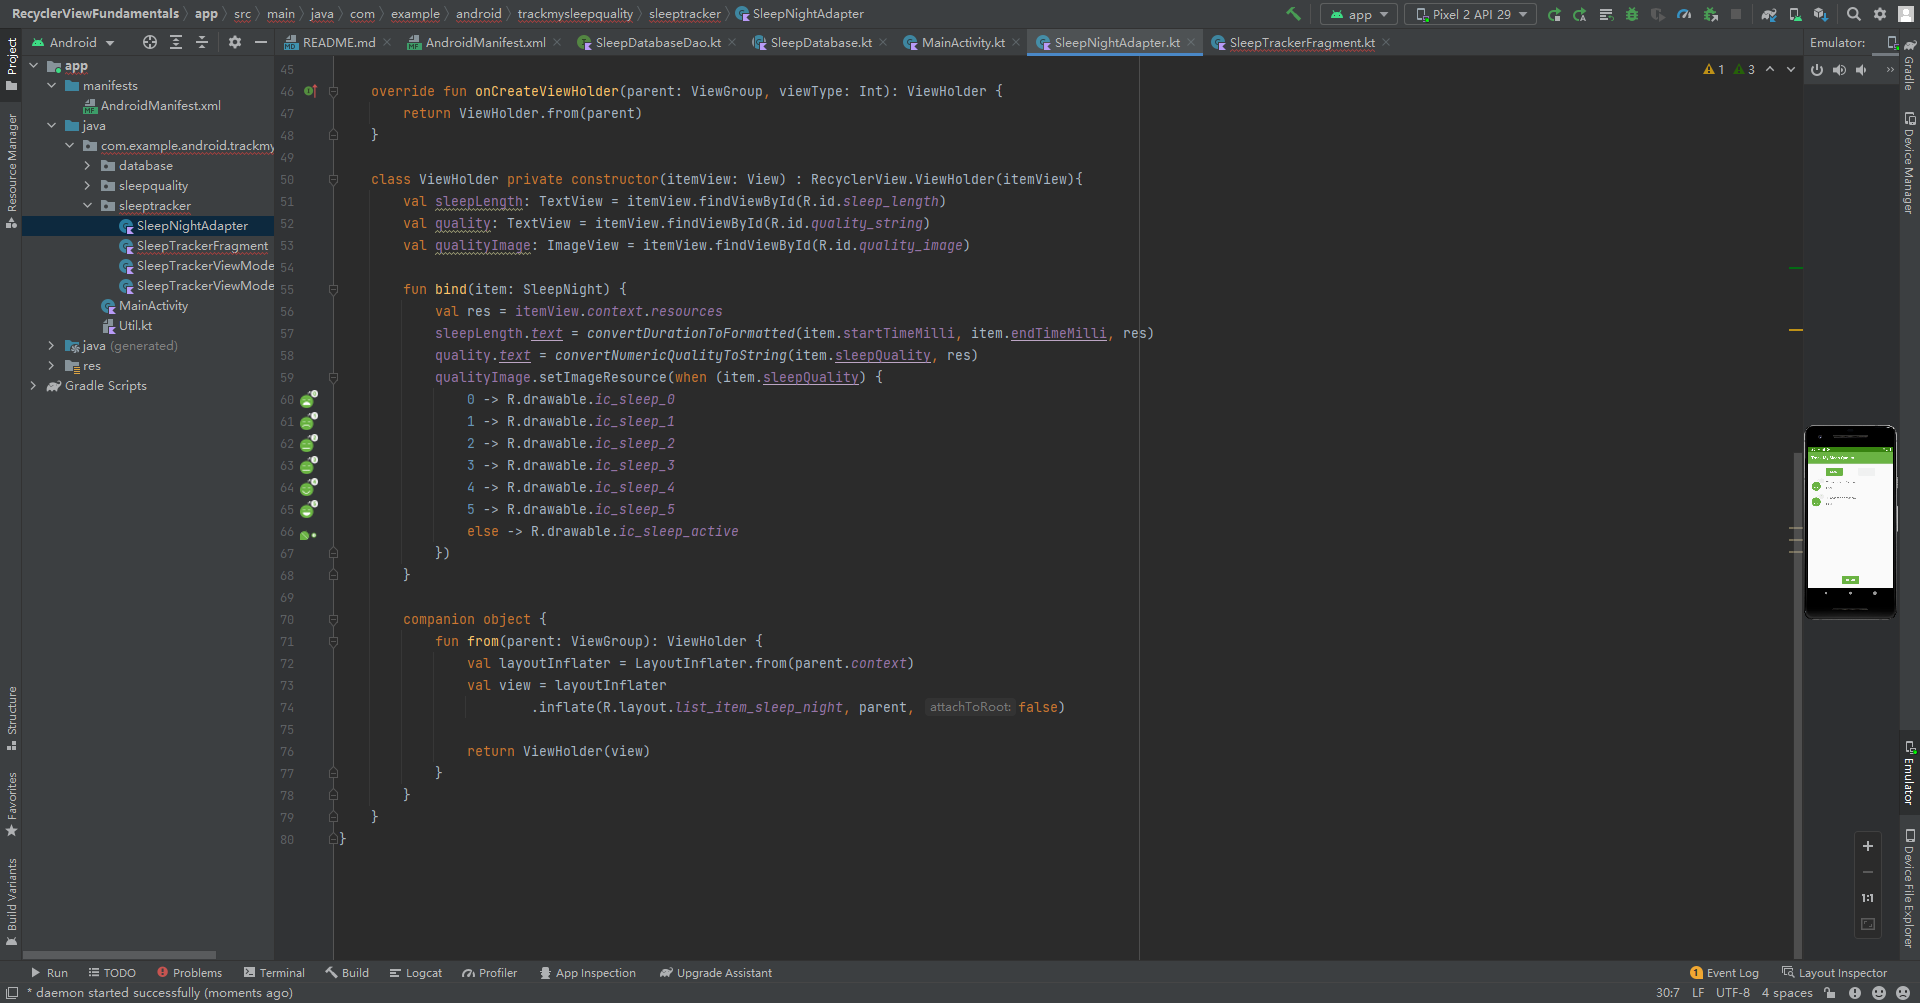 RecyclerViewFundamentals > app > src > main > java > com > example > android > trackmysleepquality > sleeptracker > SleepNightAdapter
app
Pixel 2 API 29
Project
Android
README.md
AndroidManifest.xml
SleepDatabaseDao.kt
SleepDatabase.kt
MainActivity.kt
SleepNightAdapter.kt
SleepTrackerFragment.kt
Emulator:
Gradle
app
manifests
AndroidManifest.xml
java
com.example.android.trackmy
database
sleepquality
sleeptracker
SleepNightAdapter
SleepTrackerFragment
SleepTrackerViewMode
SleepTrackerViewMode
MainActivity
Util.kt
java (generated)
res
Gradle Scripts
Resource Manager
Structure
Favorites
Build Variants
1 3
45
46 override fun onCreateViewHolder(parent: ViewGroup, viewType: Int): ViewHolder {
47 return ViewHolder.from(parent)
48 }
49
50 class ViewHolder private constructor(itemView: View) : RecyclerView.ViewHolder(itemView){
51 val sleepLength: TextView = itemView.findViewById(R.id.sleep_length)
52 val quality: TextView = itemView.findViewById(R.id.quality_string)
53 val qualityImage: ImageView = itemView.findViewById(R.id.quality_image)
54
55 fun bind(item: SleepNight) {
56 val res = itemView.context.resources
57 sleepLength.text = convertDurationToFormatted(item.startTimeMilli, item.endTimeMilli, res)
58 quality.text = convertNumericQualityToString(item.sleepQuality, res)
59 qualityImage.setImageResource(when (item.sleepQuality) {
60 0 -> R.drawable.ic_sleep_0
61 1 -> R.drawable.ic_sleep_1
62 2 -> R.drawable.ic_sleep_2
63 3 -> R.drawable.ic_sleep_3
64 4 -> R.drawable.ic_sleep_4
65 5 -> R.drawable.ic_sleep_5
66 else -> R.drawable.ic_sleep_active
67 })
68 }
69
70 companion object {
71 fun from(parent: ViewGroup): ViewHolder {
72 val layoutInflater = LayoutInflater.from(parent.context)
73 val view = layoutInflater
74 .inflate(R.layout.list_item_sleep_night, parent, attachToRoot: false)
75
76 return ViewHolder(view)
77 }
78 }
79 }
80 }
Device Manager
Emulator
Device File Explorer
1:1
Run
TODO
Problems
Terminal
Build
Logcat
Profiler
App Inspection
Upgrade Assistant
1 Event Log
Layout Inspector
* daemon started successfully (moments ago)
30:7 LF UTF-8 4 spaces